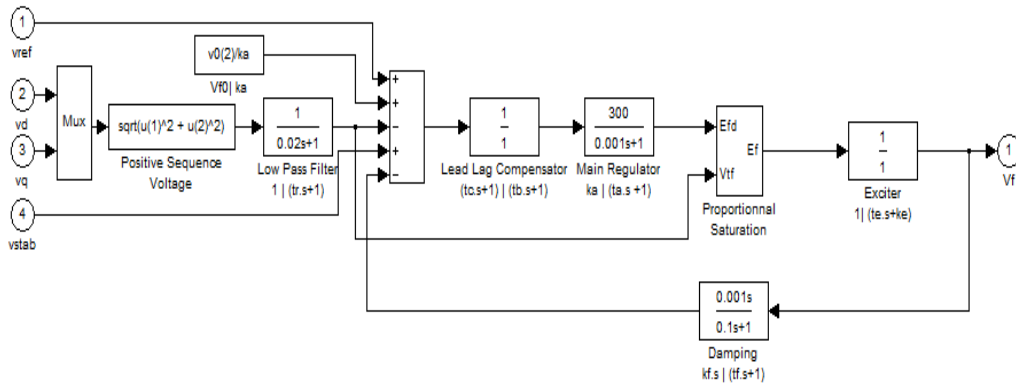 1
vref
2
vd
3
vq
4
vstab
Mux
sqrt(u(1)^2 + u(2)^2)
Positive Sequence
Voltage
v0(2)/ka
Vf0| ka
1
0.02s+1
Low Pass Filter
1 | (tr.s+1)
+
+
−
+
−
1
1
Lead Lag Compensator
(tc.s+1) | (tb.s+1)
300
0.001s+1
Main Regulator
ka | (ta.s +1)
Efd
Ef
Vtf
Proportionnal
Saturation
1
1
Exciter
1| (te.s+ke)
1
Vf
0.001s
0.1s+1
Damping
kf.s | (tf.s+1)